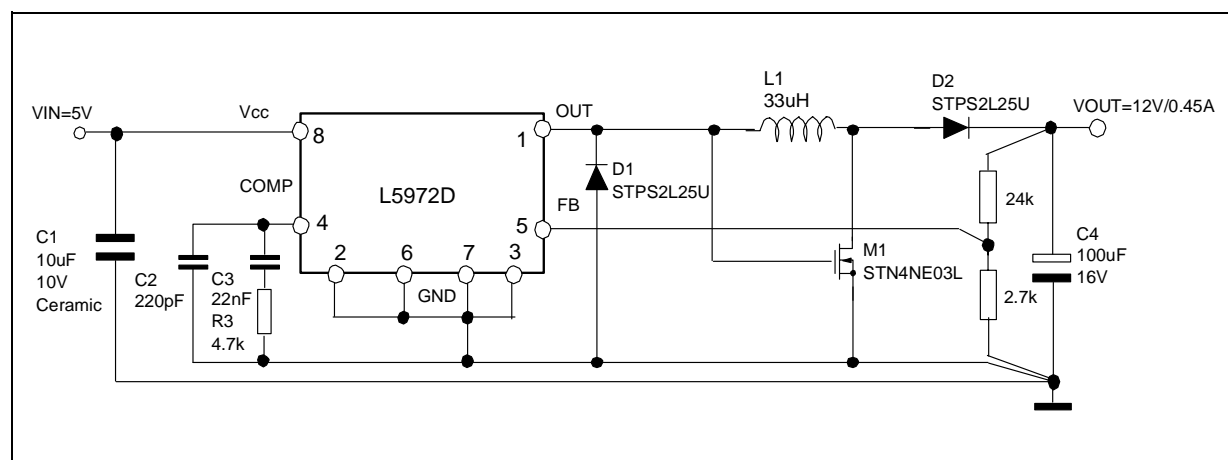 VIN=5V
Vcc
8
COMP
4
L5972D
2
6
7
3
GND
OUT
1
FB
5
C1
10uF
10V
Ceramic
C2
220pF
C3
22nF
R3
4.7k
D1
STPS2L25U
L1
33uH
D2
STPS2L25U
VOUT=12V/0.45A
M1
STN4NE03L
24k
2.7k
C4
100uF
16V